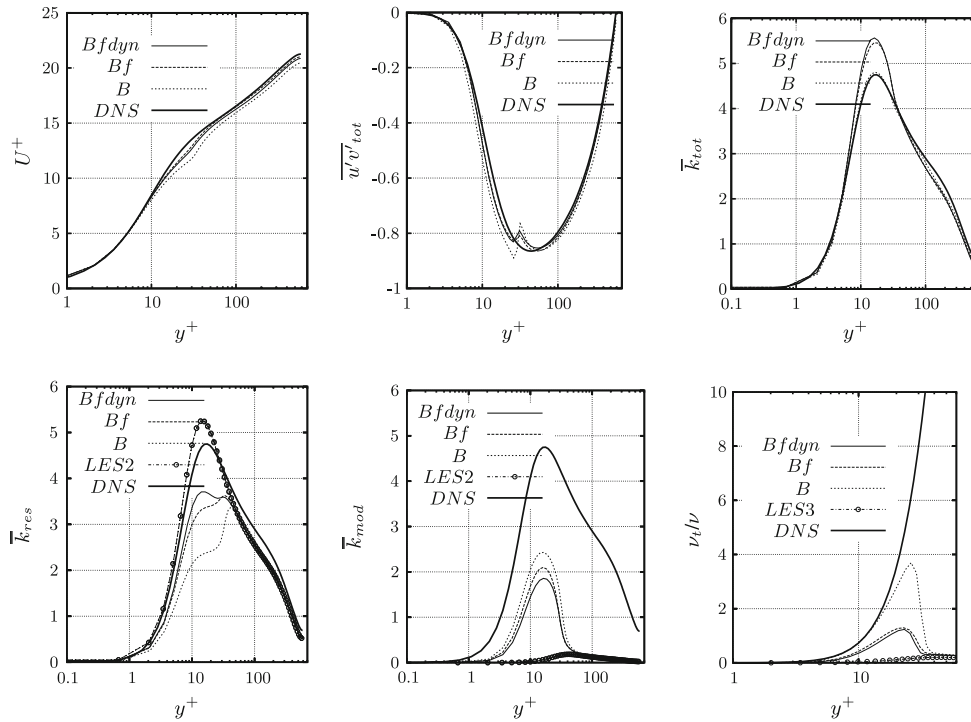 25
20
15
10
5
0
1
10
100
U+
y+
Bfdyn
Bf
B
DNS
0
-0.2
-0.4
-0.6
-0.8
-1
1
10
100
u'v'tot
y+
Bfdyn
Bf
B
DNS
6
5
4
3
2
1
0
0.1
1
10
100
ktot
y+
Bfdyn
Bf
B
DNS
6
5
4
3
2
1
0
0.1
1
10
100
kres
y+
Bfdyn
Bf
B
LES2
DNS
6
5
4
3
2
1
0
0.1
1
10
100
kmod
y+
Bfdyn
Bf
B
LES2
DNS
10
8
6
4
2
0
1
10
νt/ν
y+
Bfdyn
Bf
B
LES3
DNS